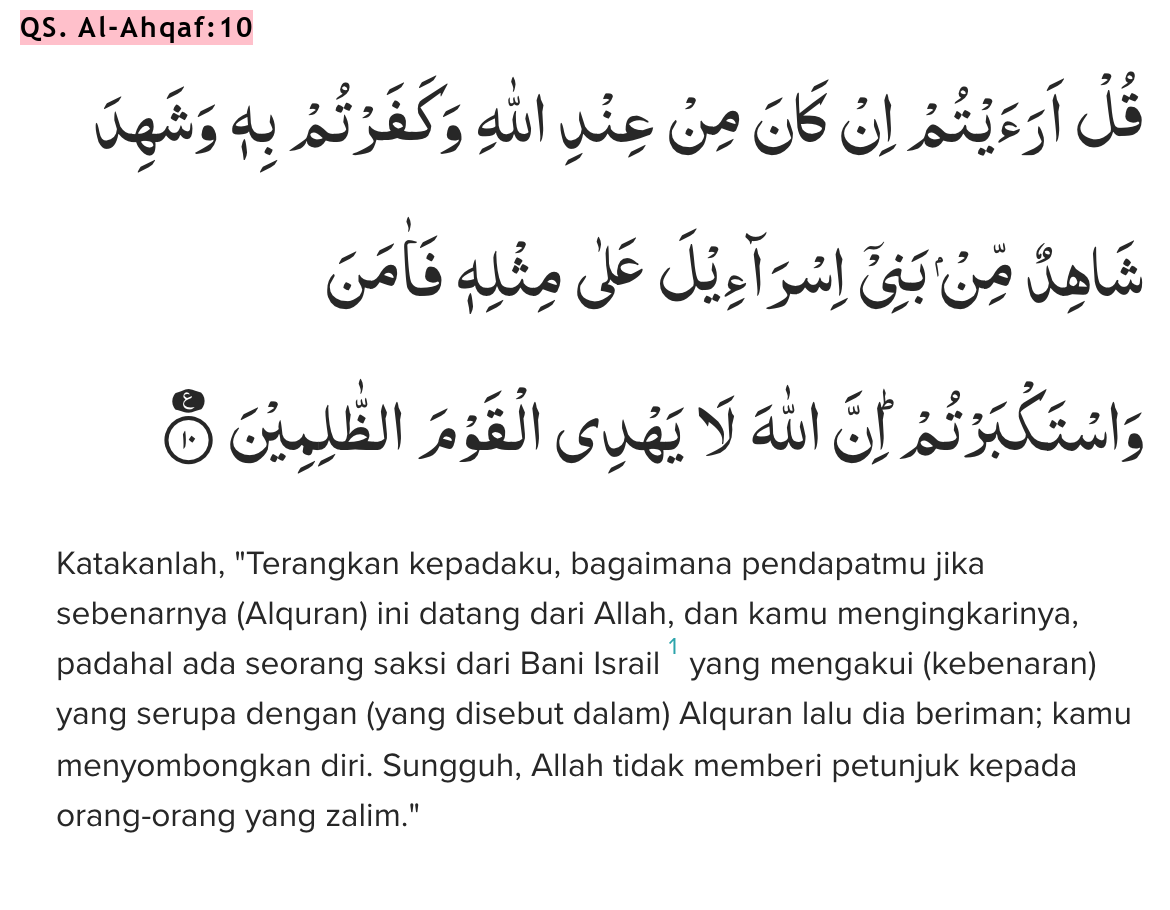 QS. Al-Ahqaf:10
قُلْ اَرَءَيْتُمْ اِنْ كَانَ مِنْ عِنْدِ اللّٰهِ وَكَفَرْتُمْ بِهٖ وَشَهِدَ
شَاهِدٌ مِّنْۢ بَنِيْٓ اِسْرَاۤءِيْلَ عَلٰى مِثْلِهٖ فَاٰمَنَ
وَاسْتَكْبَرْتُمْۗ اِنَّ اللّٰهَ لَا يَهْدِى الْقَوْمَ الظّٰلِمِيْنَ ࣖ ١٠
Katakanlah, "Terangkan kepadaku, bagaimana pendapatmu jika
sebenarnya (Alquran) ini datang dari Allah, dan kamu mengingkarinya,
padahal ada seorang saksi dari Bani Israil 1 yang mengakui (kebenaran)
yang serupa dengan (yang disebut dalam) Alquran lalu dia beriman; kamu
menyombongkan diri. Sungguh, Allah tidak memberi petunjuk kepada
orang-orang yang zalim."